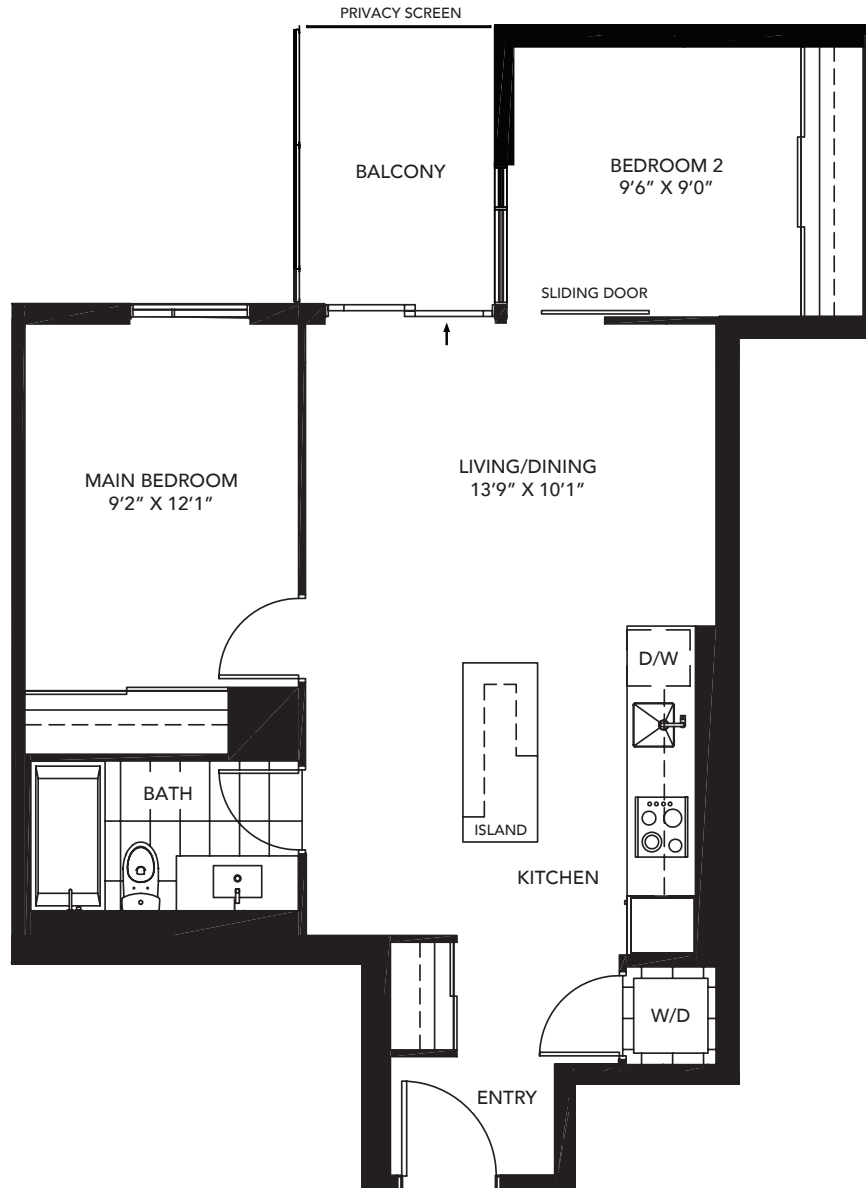 PRIVACY SCREEN
BALCONY
BEDROOM 2
9’6” X 9’0”
SLIDING DOOR
MAIN BEDROOM
9’2” X 12’1”
LIVING/DINING
13’9” X 10’1”
D/W
BATH
ISLAND
KITCHEN
W/D
ENTRY